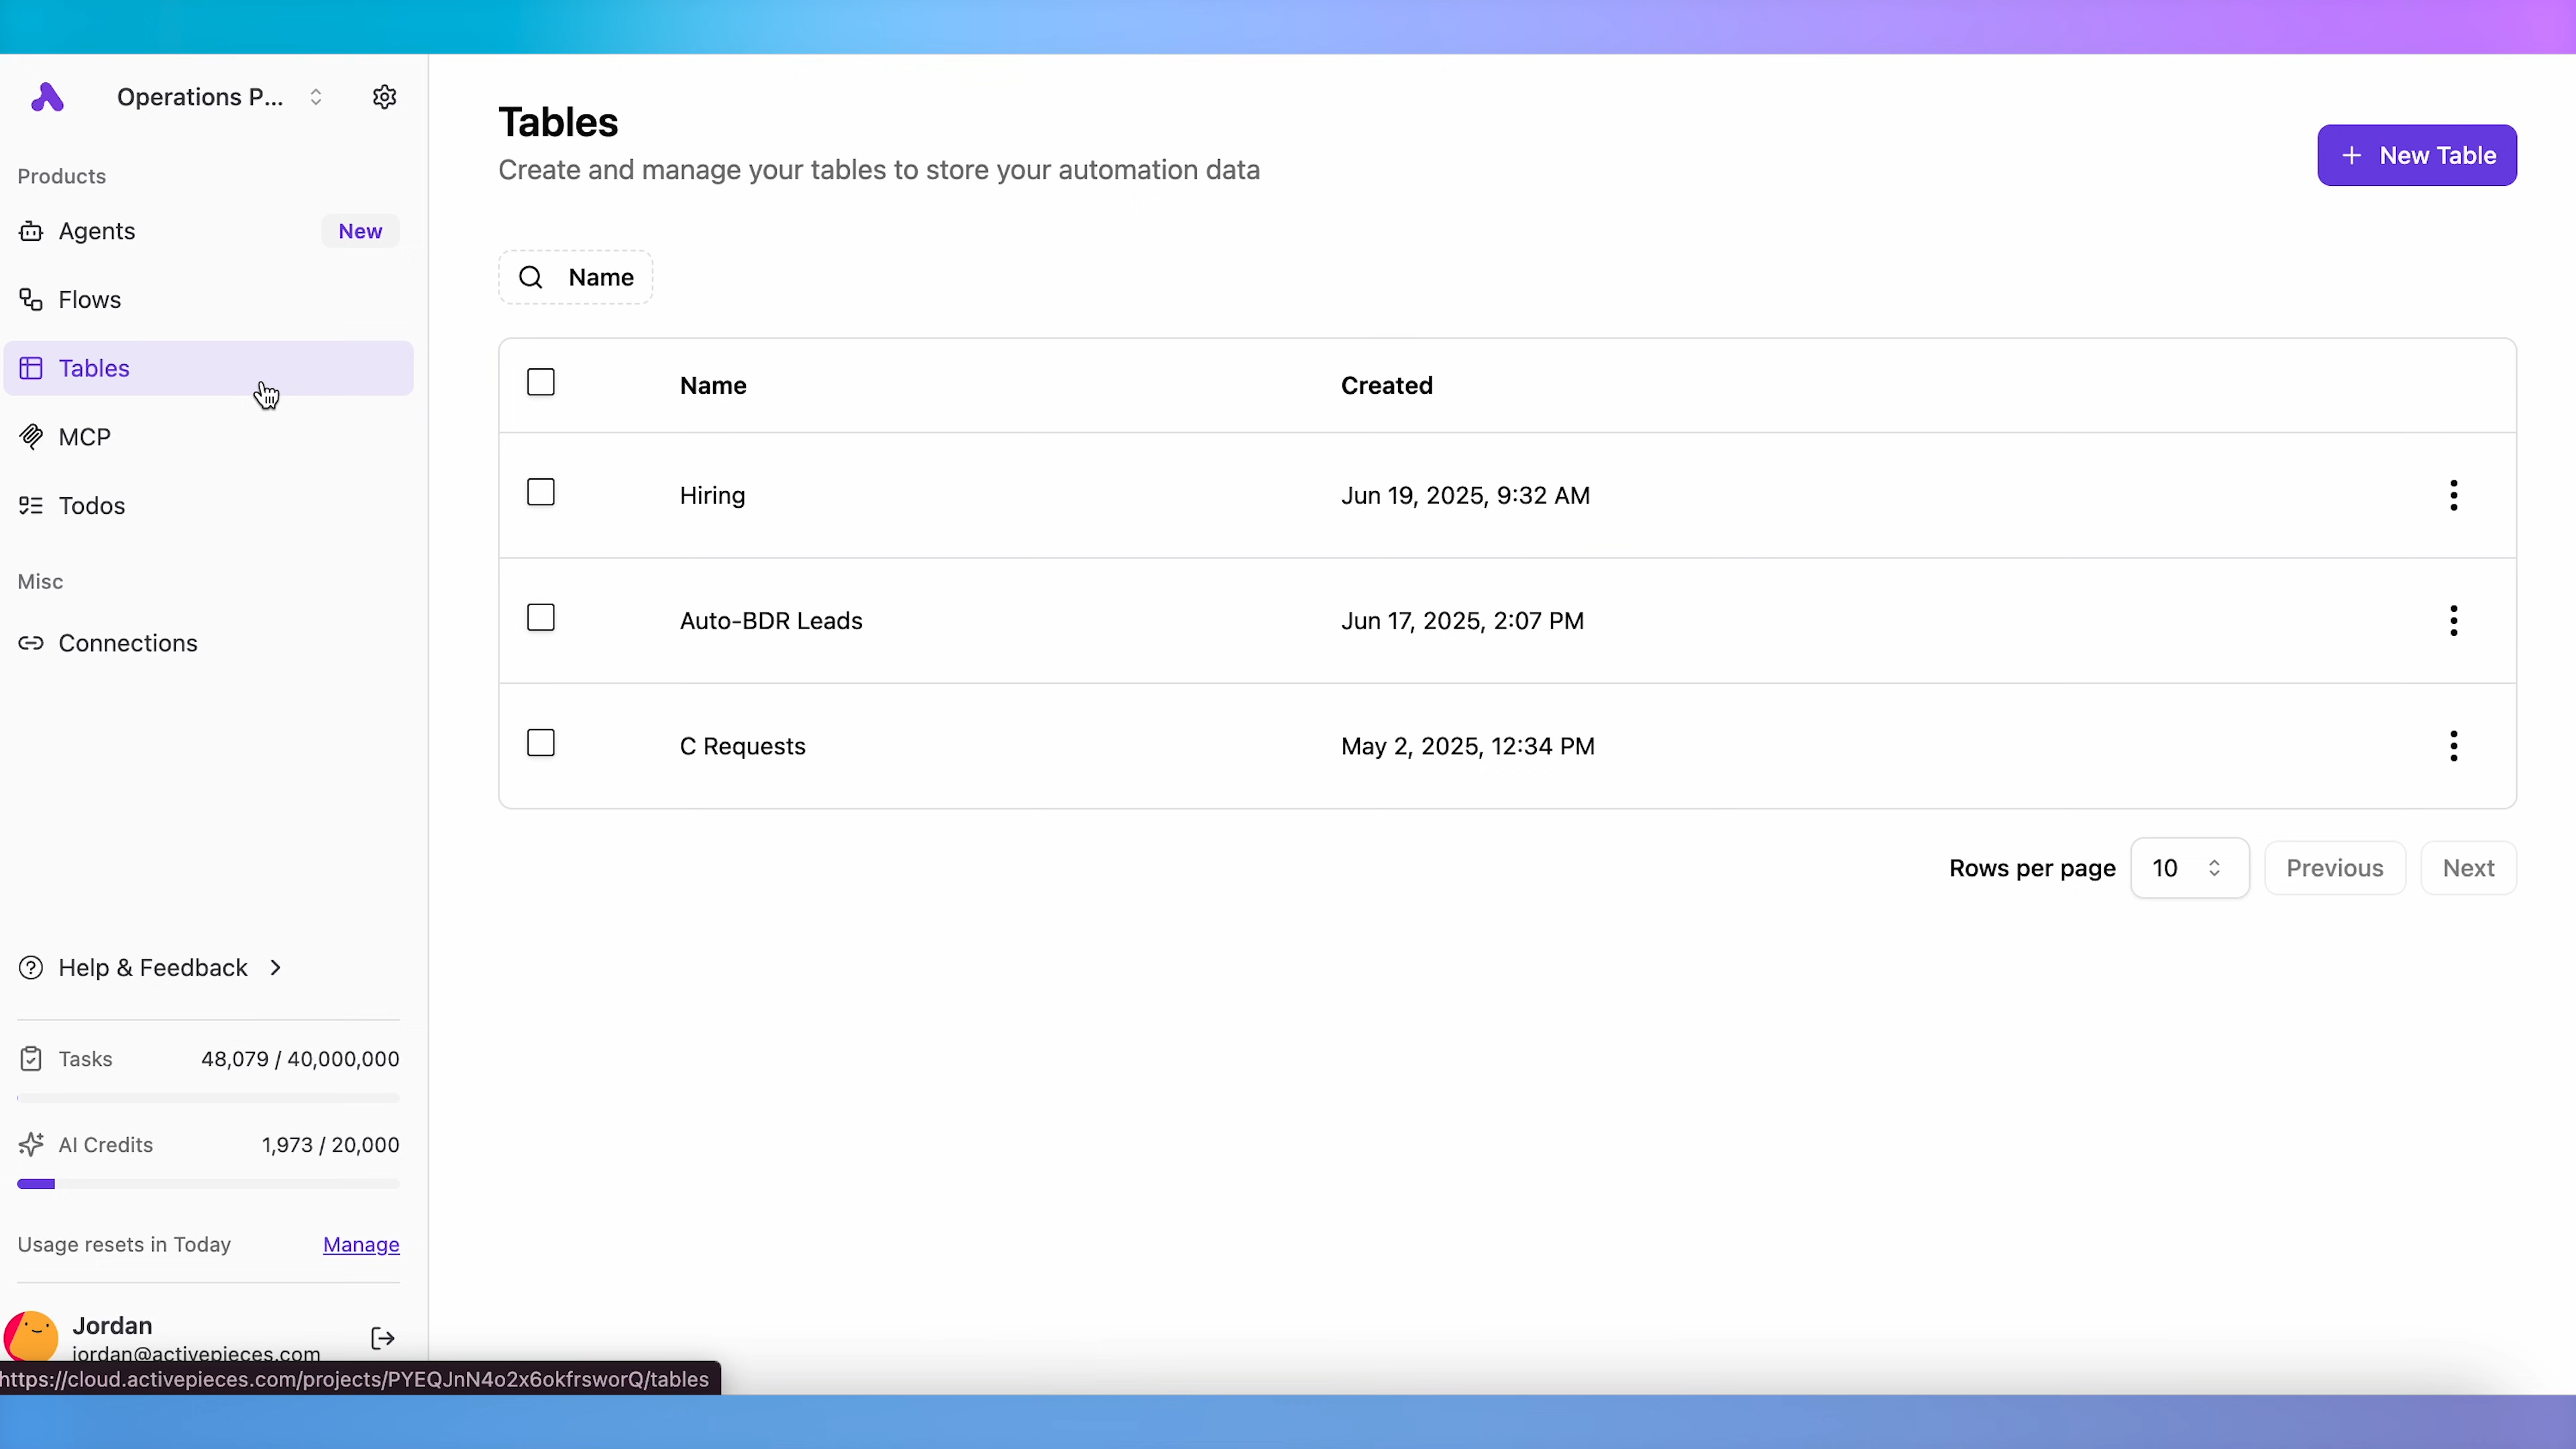 Operations P...
Products
Agents
New
Flows
Tables
MCP
Todos
Misc
Connections
Help & Feedback
Tasks
48,079 / 40,000,000
AI Credits
1,973 / 20,000
Usage resets in Today
Manage
Jordan
jordan@activepieces.com
https://cloud.activepieces.com/projects/PYEQJnN4o2x6okfrsworQ/tables
Tables
Create and manage your tables to store your automation data
+ New Table
Name
Name
Created
Hiring
Jun 19, 2025, 9:32 AM
Auto-BDR Leads
Jun 17, 2025, 2:07 PM
C Requests
May 2, 2025, 12:34 PM
Rows per page
10
Previous
Next